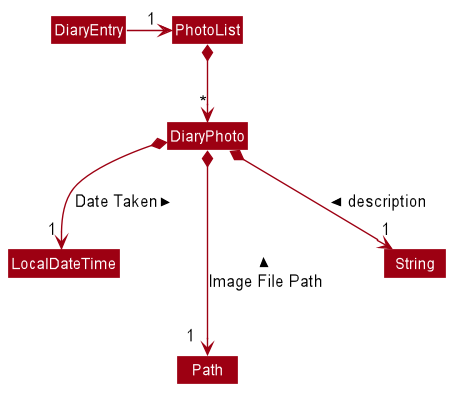 DiaryEntry
1
PhotoList
*
DiaryPhoto
Date Taken
description
1
1
LocalDateTime
String
Image File Path
1
Path